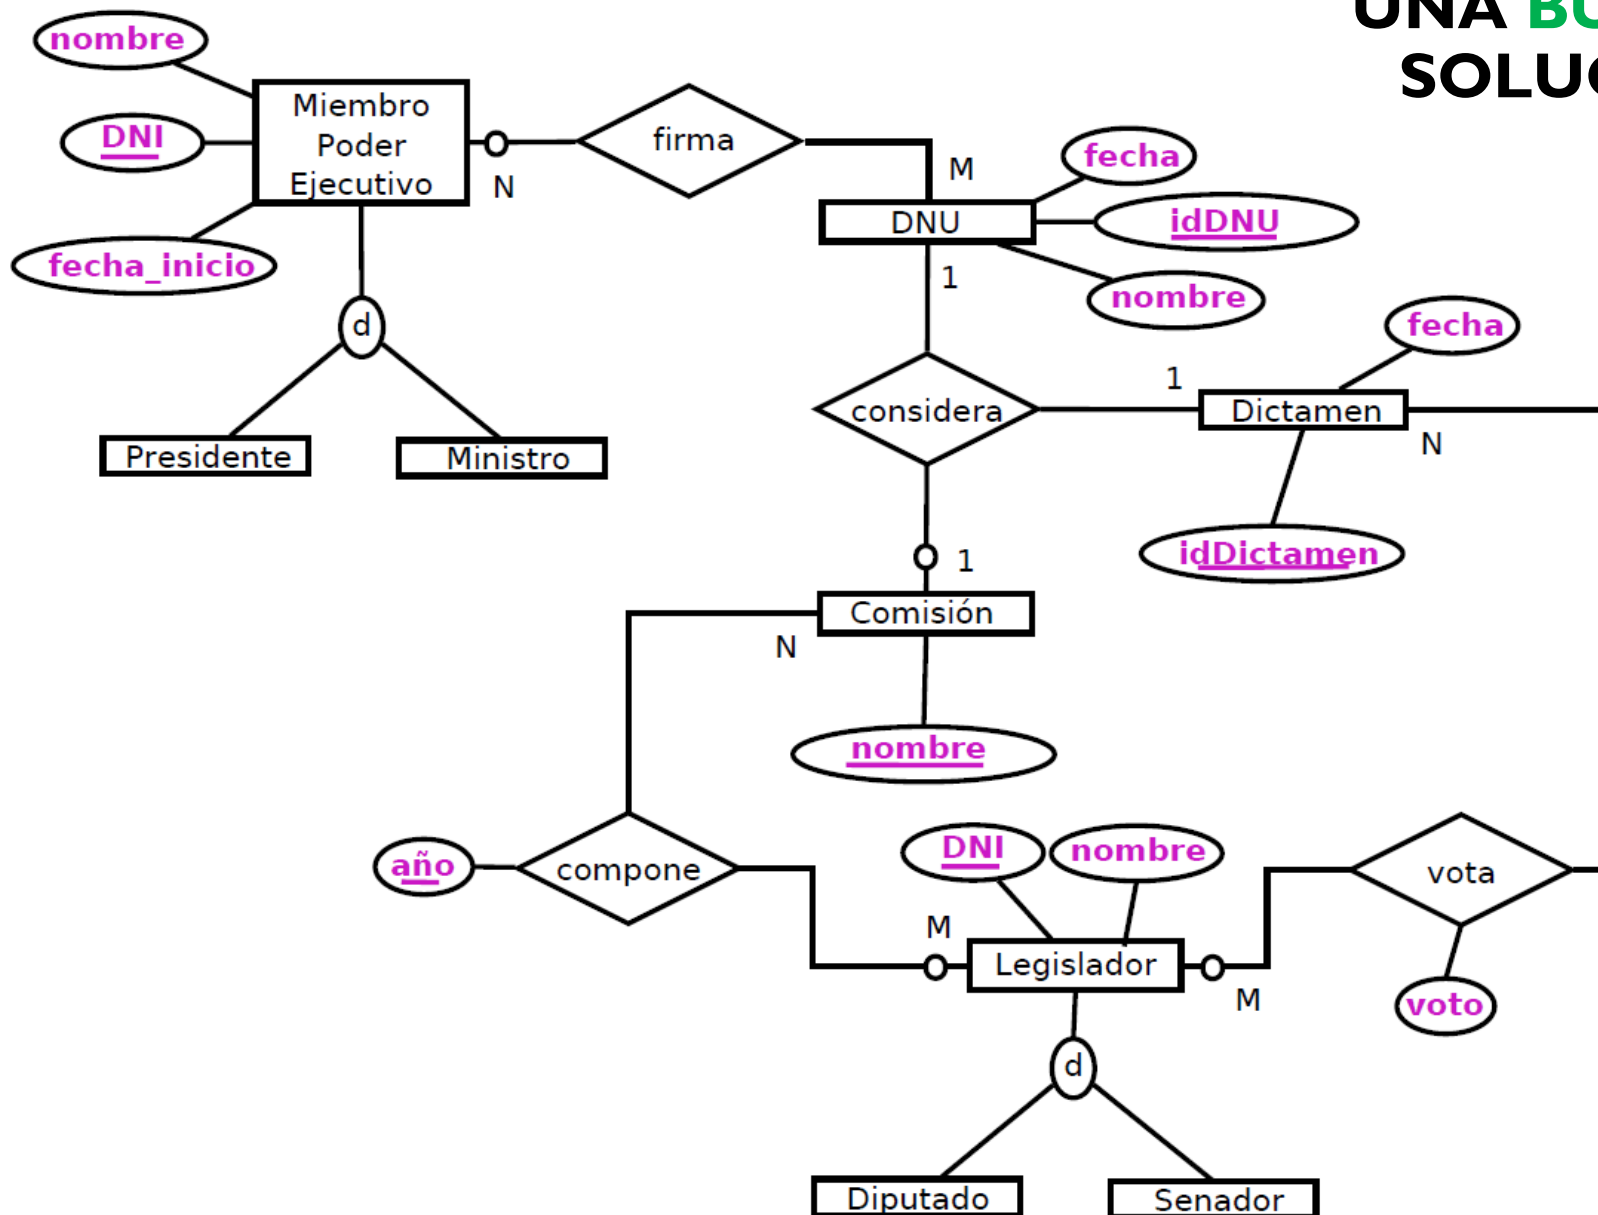 UNA BU
SOLUC
nombre
Miembro
Poder
Ejecutivo
DNI
N
firma
M
fecha
DNU
idDNU
nombre
fecha_inicio
1
d
Presidente
Ministro
considera
1
fecha
Dictamen
N
idDictamen
1
Comisión
N
nombre
año
compone
DNI
nombre
M
Legislador
M
vota
voto
d
Diputado
Senador